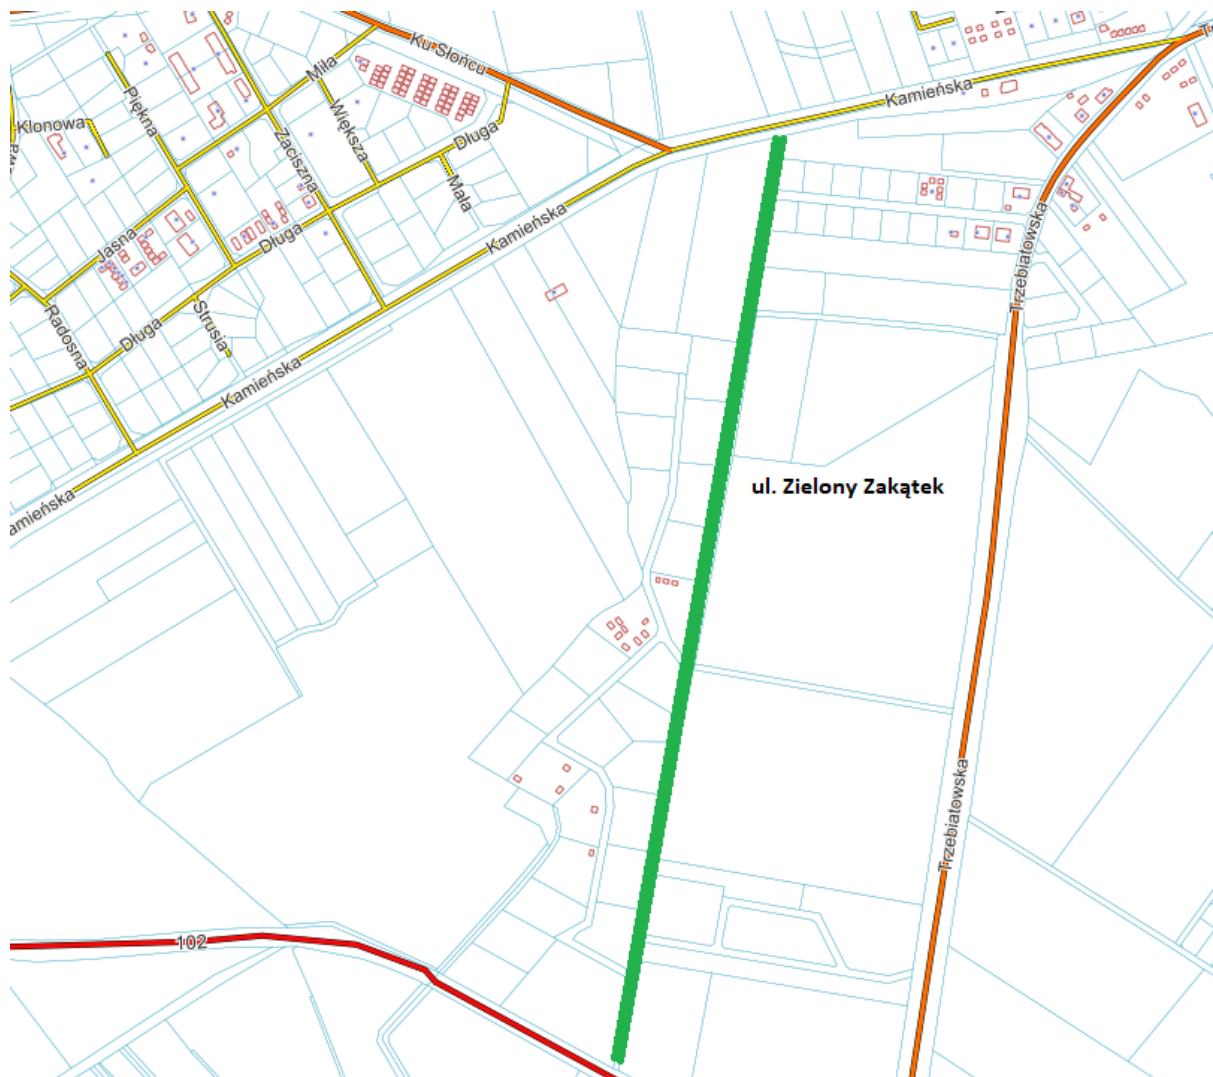 Ku Słońcu
Miła
Kamieńska
Piękna
Większa
Klonowa
Długa
Zaciszna
Mała
Kamieńska
Jasna
Długa
Trzebiatowska
Radosna
Strusia
Długa
Kamieńska
ul. Zielony Zakątek
amieńska
Trzebiatowska
102